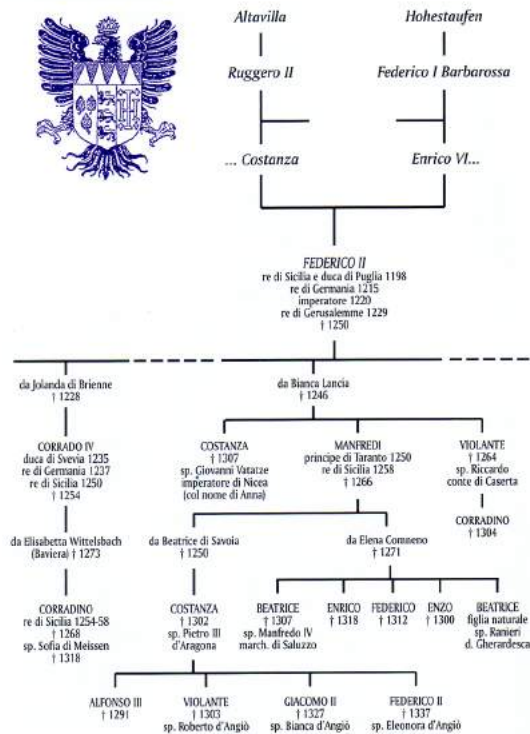 Altavilla
Hohestaufen
Ruggero II
Federico I Barbarossa
... Costanza
Enrico VI...
FEDERICO II
re di Sicilia e duca di Puglia 1198
re di Germania 1215
imperatore 1220
re di Gerusalemme 1229
† 1250
da Jolanda di Brienne
† 1228
da Bianca Lancia
† 1246
CORRADO IV
duca di Svevia 1235
re di Germania 1237
re di Sicilia 1250
† 1254
COSTANZA
† 1307
sp. Giovanni Vatatze
imperatore di Nicea
(col nome di Anna)
MANFREDI
principe di Taranto 1250
re di Sicilia 1258
† 1266
VIOLANTE
† 1264
sp. Riccardo
conte di Caserta
CORRADINO
† 1304
da Elisabetta Wittelsbach
(Baviera) † 1273
da Beatrice di Savoia
† 1250
da Elena Comneno
† 1271
CORRADINO
re di Sicilia 1254-58
† 1268
sp. Sofia di Meissen
† 1318
COSTANZA
† 1302
sp. Pietro III
d'Aragona
BEATRICE
† 1307
sp. Manfredo IV
march. di Saluzzo
ENRICO
† 1318
FEDERICO
† 1312
ENZO
† 1300
BEATRICE
figlia naturale
sp. Ranieri
d. Gherardesca
ALFONSO III
† 1291
VIOLANTE
† 1303
sp. Roberto d'Angiò
GIACOMO II
† 1327
sp. Bianca d'Angiò
FEDERICO II
† 1337
sp. Eleonora d'Angiò